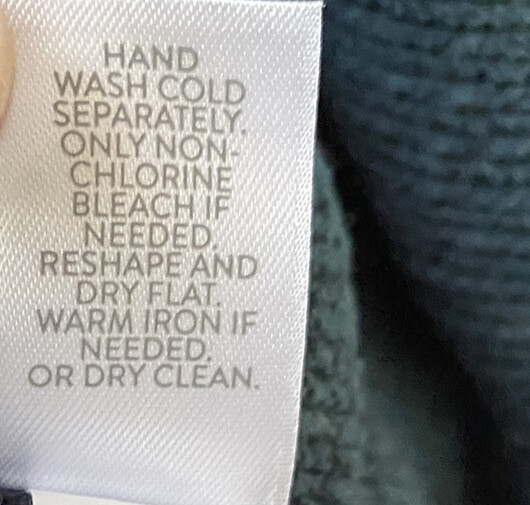 HAND
WASH COLD
SEPARATELY.
ONLY NON-
CHLORINE
BLEACH IF
NEEDED.
RESHAPE AND
DRY FLAT.
WARM IRON IF
NEEDED.
OR DRY CLEAN.